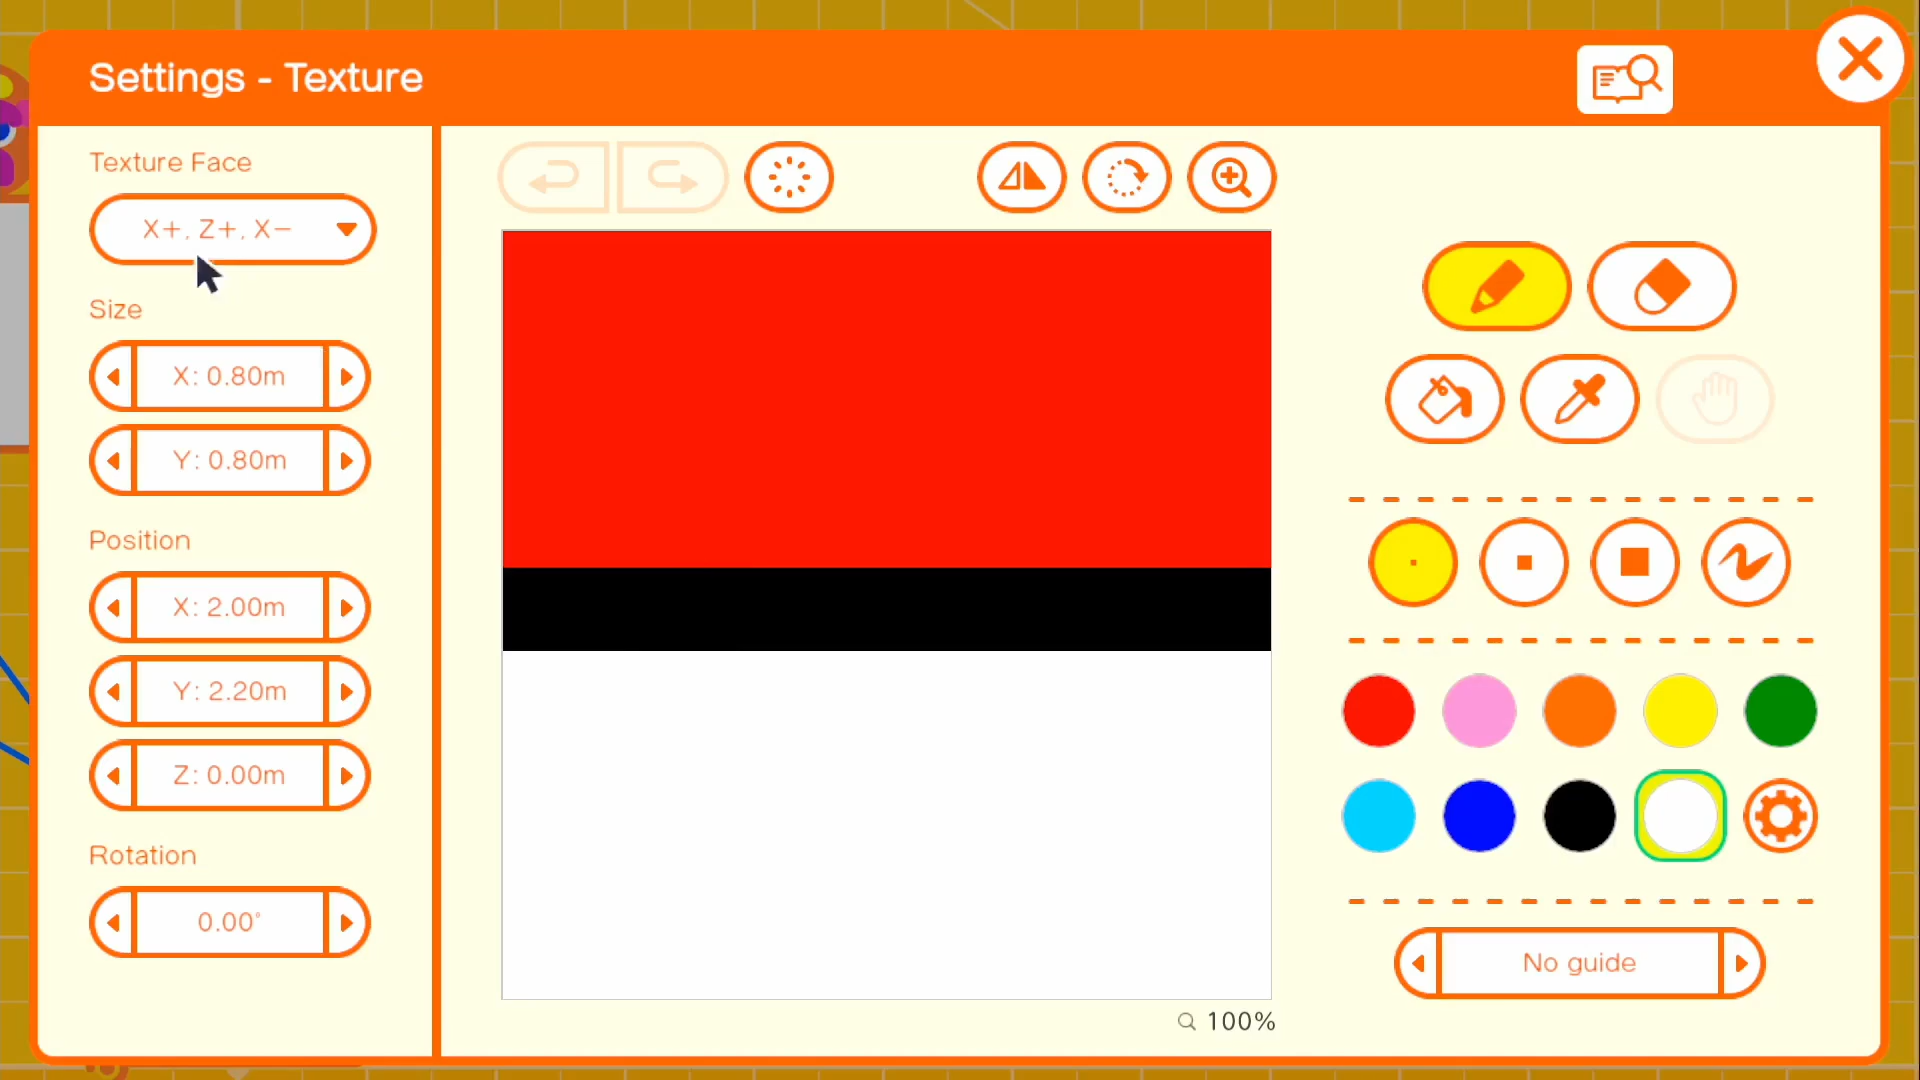 Settings - Texture
Texture Face
X+, Z+, X−
Size
X: 0.80m
Y: 0.80m
Position
X: 2.00m
Y: 2.20m
Z: 0.00m
Rotation
0.00°
100%
No guide